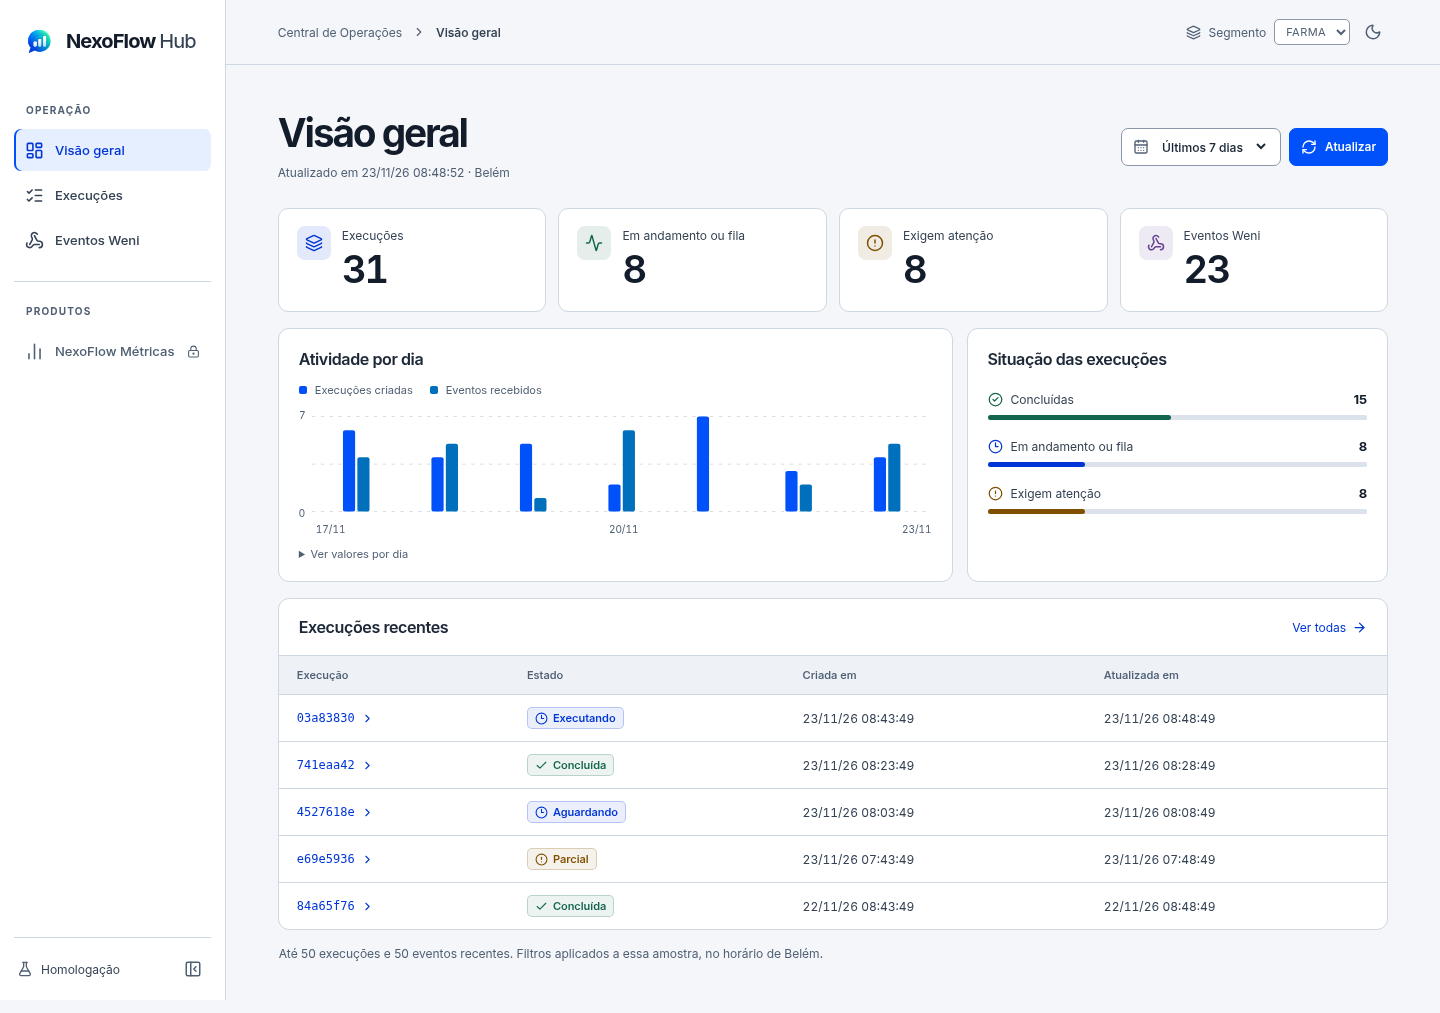 NexoFlow Hub
Central de Operações > Visão geral
Segmento FARMA
OPERAÇÃO
Visão geral
Execuções
Eventos Weni
PRODUTOS
NexoFlow Métricas
Homologação
Visão geral
Atualizado em 23/11/26 08:48:52 · Belém
Últimos 7 dias
Atualizar
Execuções
31
Em andamento ou fila
8
Exigem atenção
8
Eventos Weni
23
Atividade por dia
Execuções criadas Eventos recebidos
7
0
17/11 20/11 23/11
Ver valores por dia
Situação das execuções
Concluídas 15
Em andamento ou fila 8
Exigem atenção 8
Execuções recentes
Ver todas
Execução Estado Criada em Atualizada em
03a83830 Executando 23/11/26 08:43:49 23/11/26 08:48:49
741eaa42 Concluída 23/11/26 08:23:49 23/11/26 08:28:49
4527618e Aguardando 23/11/26 08:03:49 23/11/26 08:08:49
e69e5936 Parcial 23/11/26 07:43:49 23/11/26 07:48:49
84a65f76 Concluída 22/11/26 08:43:49 22/11/26 08:48:49
Até 50 execuções e 50 eventos recentes. Filtros aplicados a essa amostra, no horário de Belém.